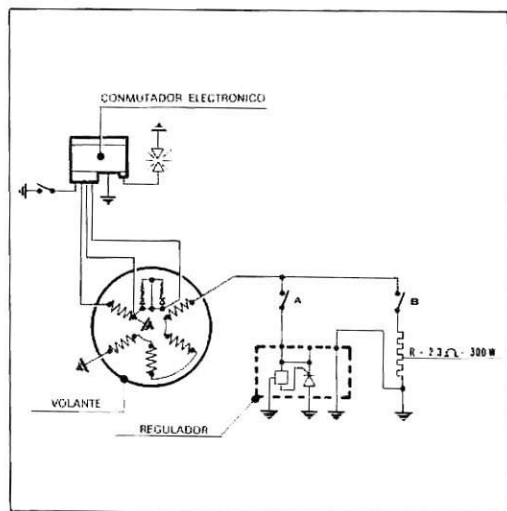 CONMUTADOR ELECTRONICO
A
B
R - 2.3 Ω - 300 W
VOLANTE
REGULADOR